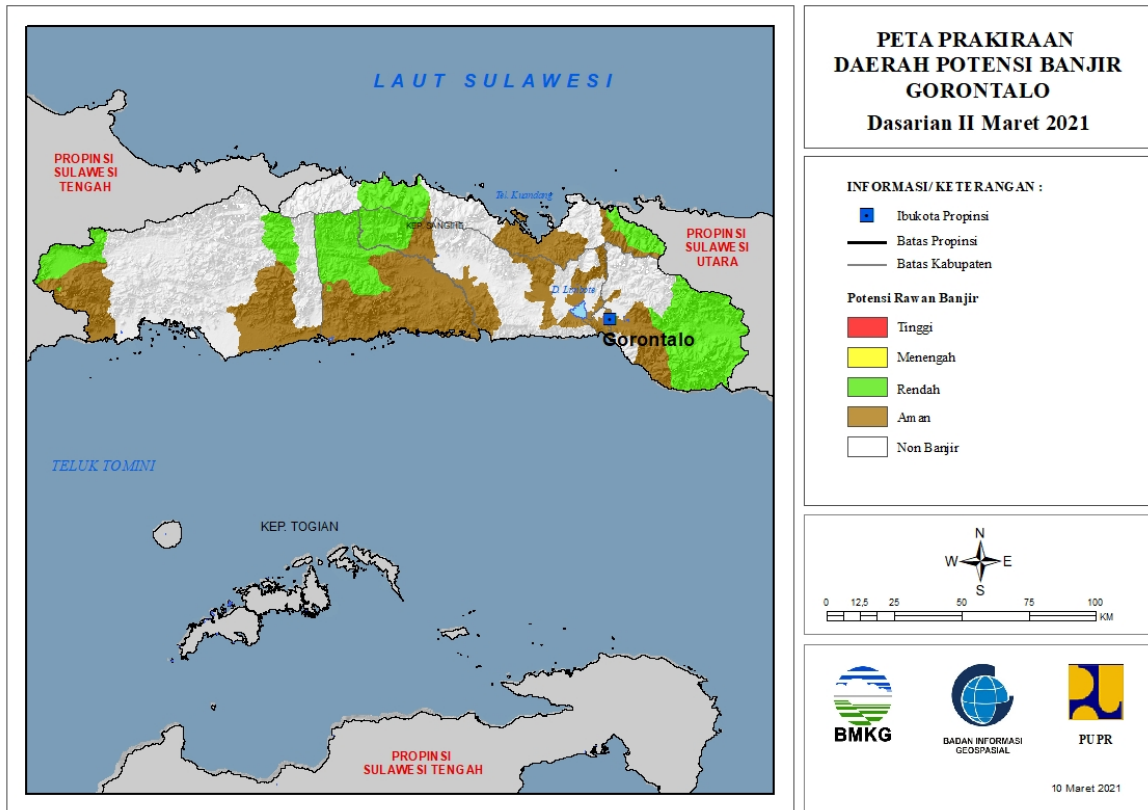 LAUT SULAWESI
PROPINSI
SULAWESI
TENGAH
Tel. Kuandang
KEP. SANGIHE
PROPINSI
SULAWESI
UTARA
D. Limboto
Gorontalo
TELUK TOMINI
KEP. TOGIAN
PROPINSI
SULAWESI TENGAH
PETA PRAKIRAAN
DAERAH POTENSI BANJIR
GORONTALO
Dasarian II Maret 2021
INFORMASI/ KETERANGAN :
Ibukota Propinsi
Batas Propinsi
Batas Kabupaten
Potensi Rawan Banjir
Tinggi
Menengah
Rendah
Aman
Non Banjir
N
W E
S
0 12,5 25 50 75 100
KM
BMKG
BADAN INFORMASI
GEOSPASIAL
PUPR
10 Maret 2021